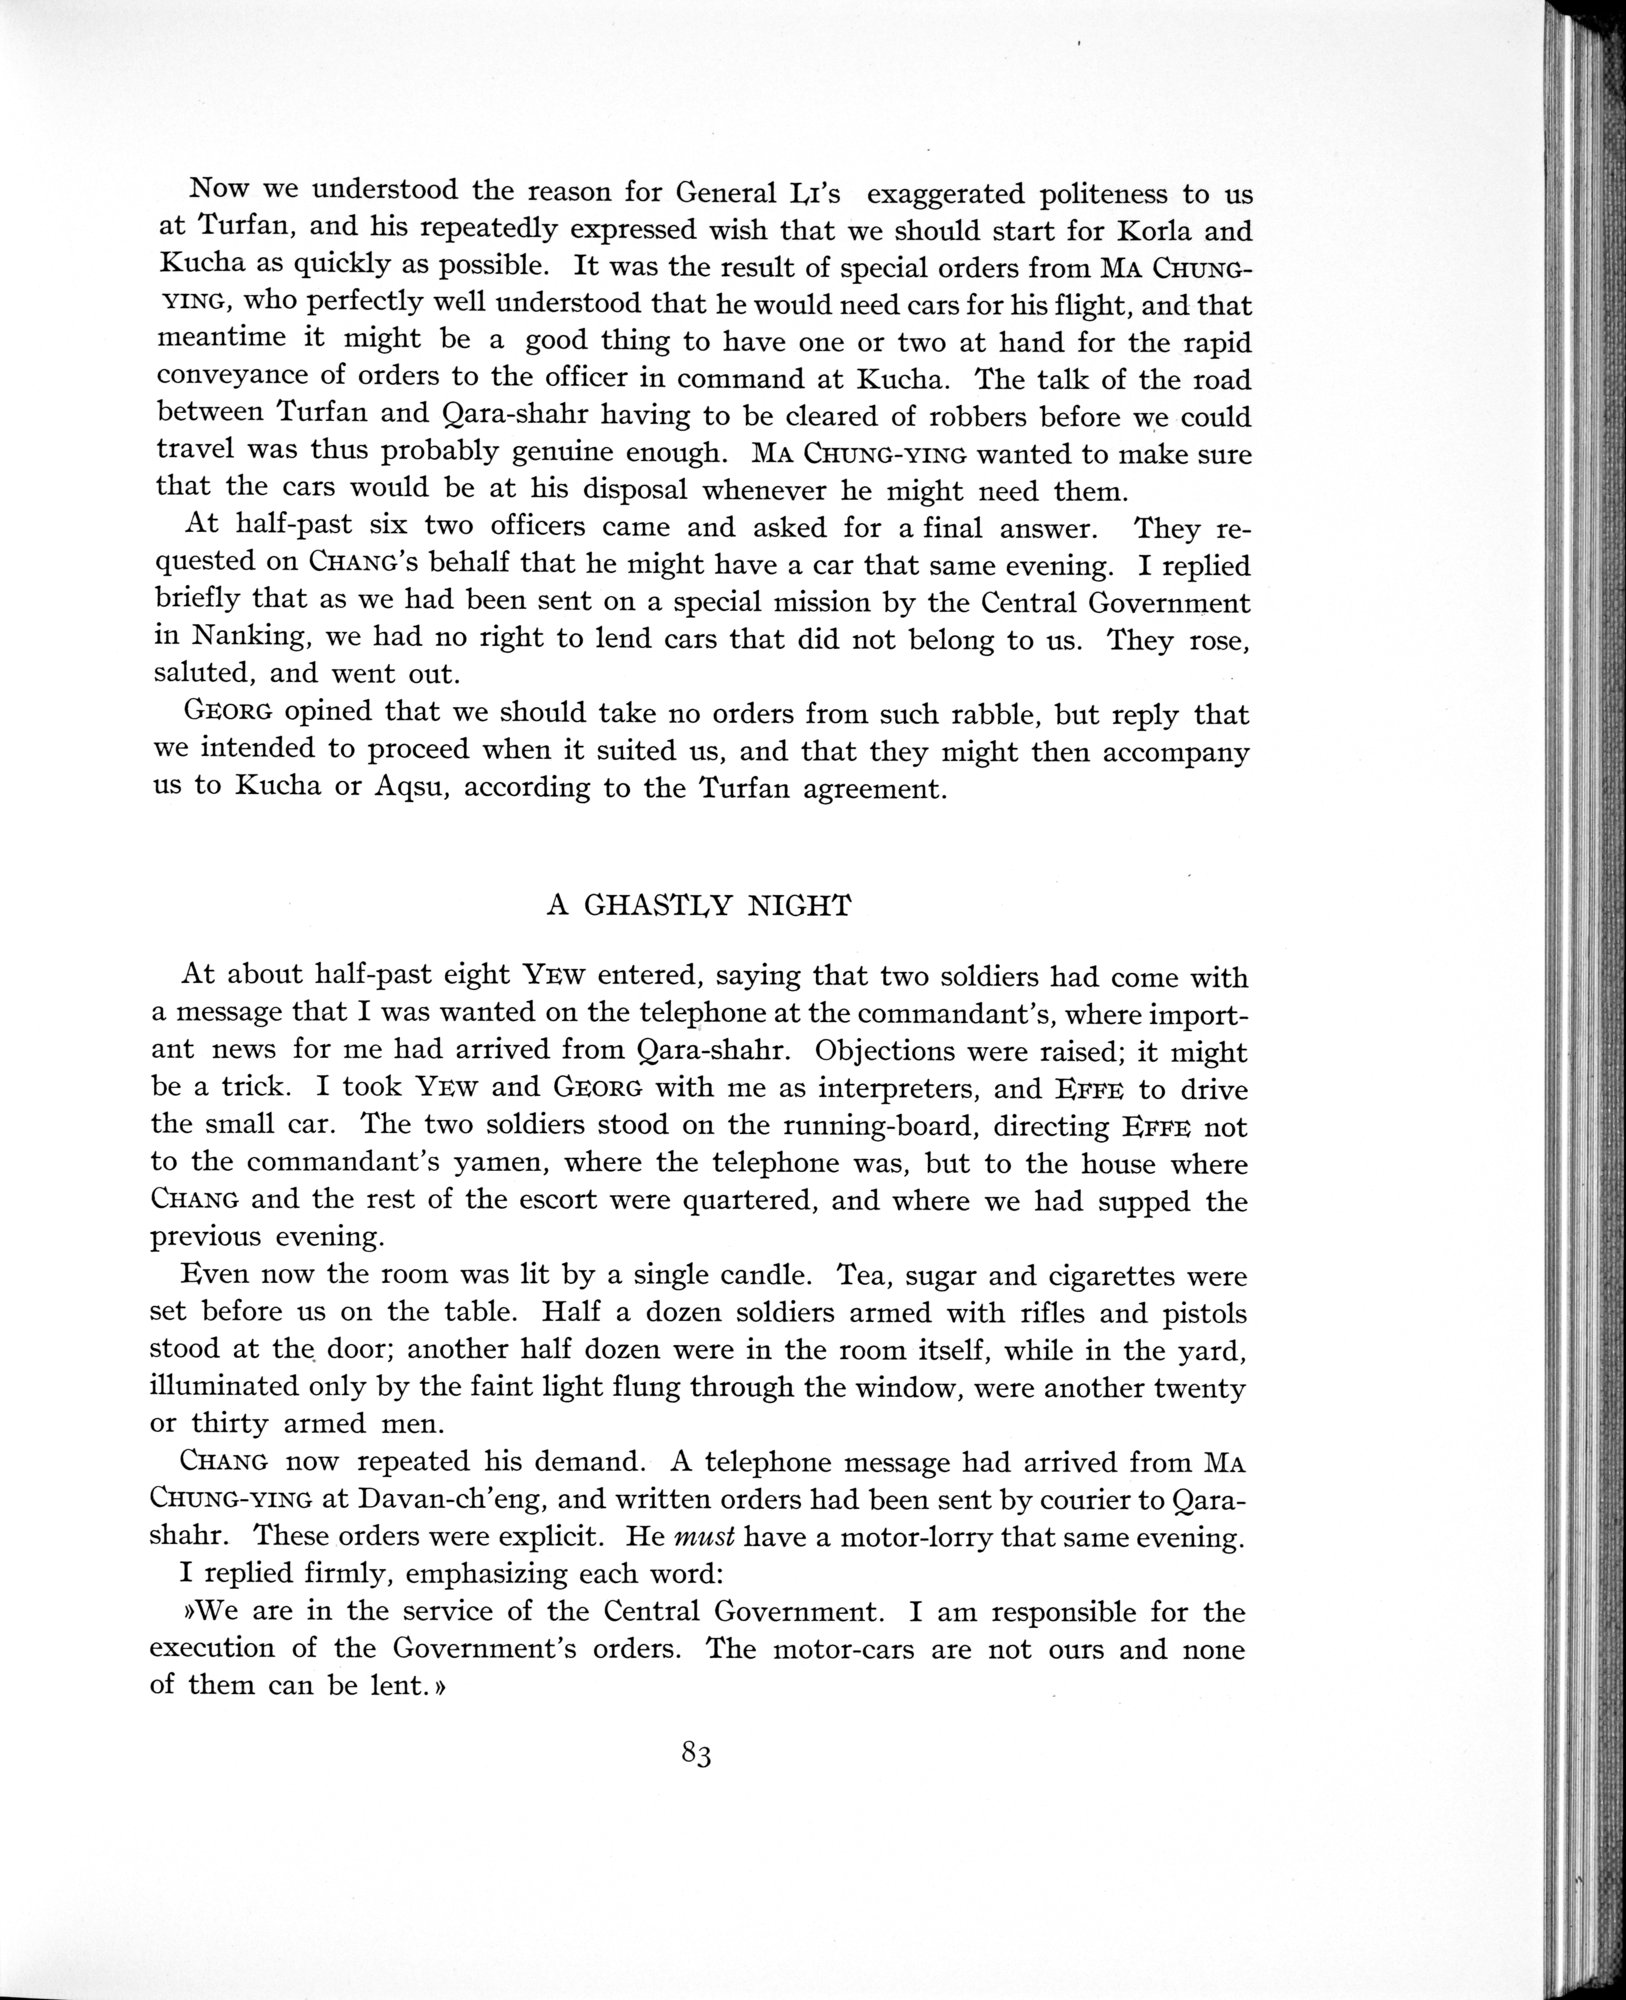 Now we understood the reason for General LI's exaggerated politeness to us
at Turfan, and his repeatedly expressed wish that we should start for Korla and
Kucha as quickly as possible. It was the result of special orders from MA CHUNG-
YING, who perfectly well understood that he would need cars for his flight, and that
meantime it might be a good thing to have one or two at hand for the rapid
conveyance of orders to the officer in command at Kucha. The talk of the road
between Turfan and Qara-shahr having to be cleared of robbers before we could
travel was thus probably genuine enough. MA CHUNG-YING wanted to make sure
that the cars would be at his disposal whenever he might need them.
At half-past six two officers came and asked for a final answer. They re-
quested on CHANG's behalf that he might have a car that same evening. I replied
briefly that as we had been sent on a special mission by the Central Government
in Nanking, we had no right to lend cars that did not belong to us. They rose,
saluted, and went out.
GEORG opined that we should take no orders from such rabble, but reply that
we intended to proceed when it suited us, and that they might then accompany
us to Kucha or Aqsu, according to the Turfan agreement.
A GHASTLY NIGHT
At about half-past eight YEW entered, saying that two soldiers had come with
a message that I was wanted on the telephone at the commandant's, where import-
ant news for me had arrived from Qara-shahr. Objections were raised; it might
be a trick. I took YEW and GEORG with me as interpreters, and EFFE to drive
the small car. The two soldiers stood on the running-board, directing EFFE not
to the commandant's yamen, where the telephone was, but to the house where
CHANG and the rest of the escort were quartered, and where we had supped the
previous evening.
Even now the room was lit by a single candle. Tea, sugar and cigarettes were
set before us on the table. Half a dozen soldiers armed with rifles and pistols
stood at the door; another half dozen were in the room itself, while in the yard,
illuminated only by the faint light flung through the window, were another twenty
or thirty armed men.
CHANG now repeated his demand. A telephone message had arrived from MA
CHUNG-YING at Davan-ch'eng, and written orders had been sent by courier to Qara-
shahr. These orders were explicit. He must have a motor-lorry that same evening.
I replied firmly, emphasizing each word:
»We are in the service of the Central Government. I am responsible for the
execution of the Government's orders. The motor-cars are not ours and none
of them can be lent.»
83